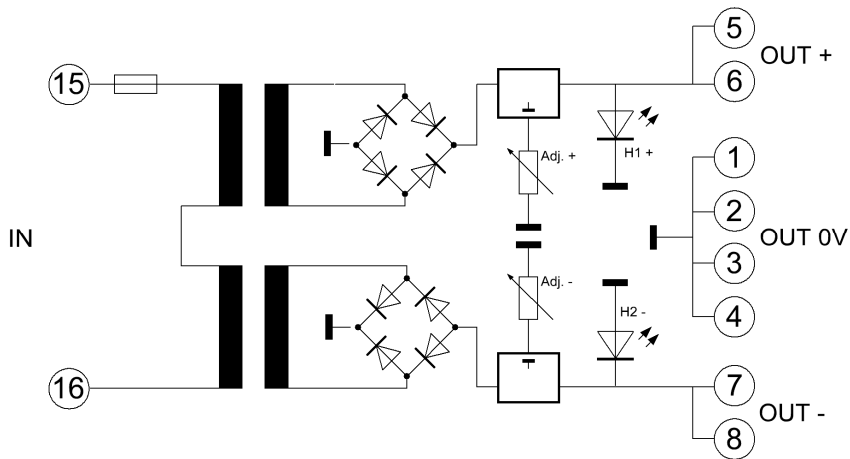 5
OUT +
15
6
Adj. +
H1 +
1
2
IN
OUT 0V
3
Adj. -
H2 -
4
16
7
OUT -
8